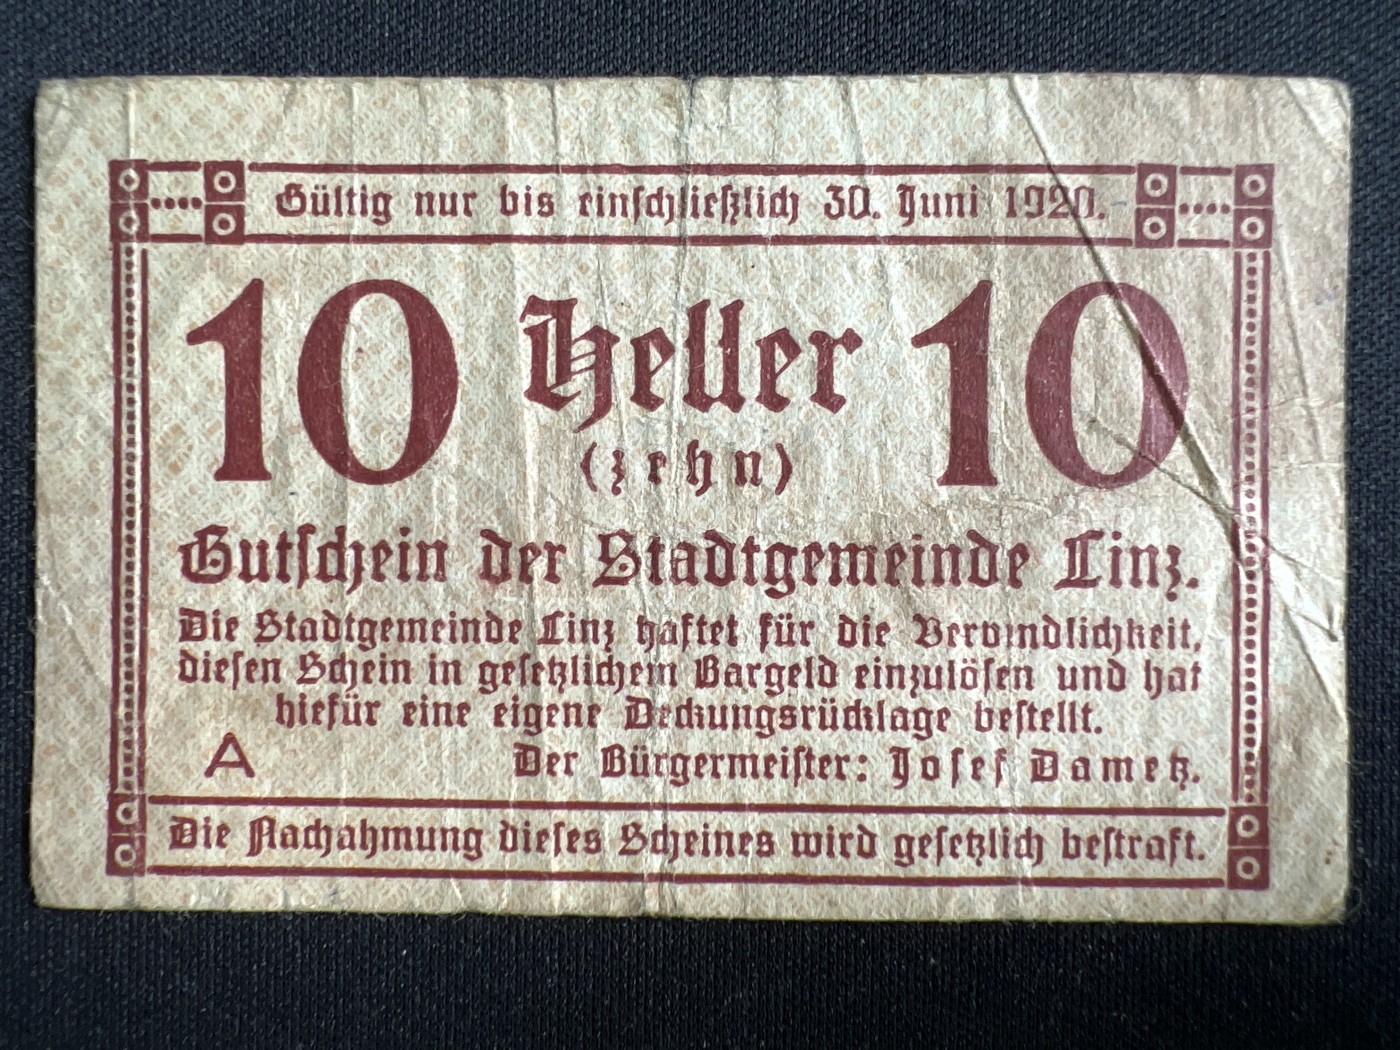 Gültig nur bis einschließlich 30. Juni 1920.
10 Heller 10
(zehn)
Gutschein der Stadtgemeinde Linz.
Die Stadtgemeinde Linz haftet für die Verbindlichkeit,
diesen Schein in gesetzlichem Bargeld einzulösen und hat
hiefür eine eigene Deckungsrücklage bestellt.
A Der Bürgermeister: Josef Dametz.
Die Nachahmung dieses Scheines wird gesetzlich bestraft.